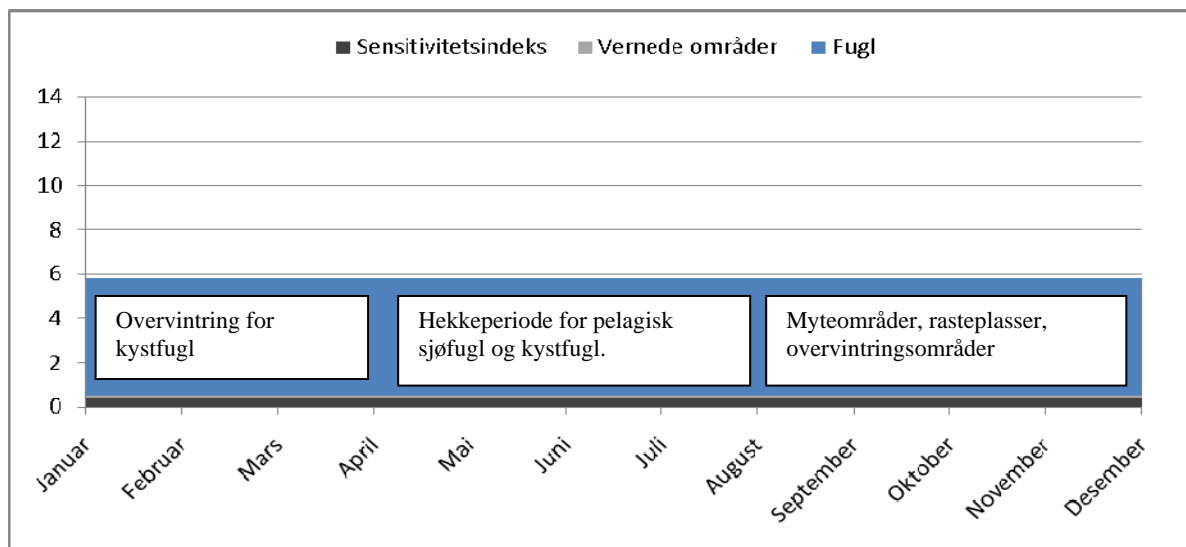 Sensitivitetsindeks Vernede områder Fugl
14
12
10
8
6
4
2
0
Overvintring for
kystfugl
Hekkeperiode for pelagisk
sjøfugl og kystfugl.
Myteområder, rasteplasser,
overvintringsområder
Januar Februar Mars April Mai Juni Juli August September Oktober November Desember